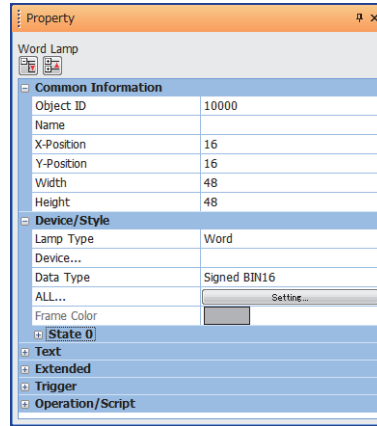 Property
Word Lamp
Common Information
Object ID 10000
Name
X-Position 16
Y-Position 16
Width 48
Height 48
Device/Style
Lamp Type Word
Device...
Data Type Signed BIN16
ALL... Setting...
Frame Color
State 0
Text
Extended
Trigger
Operation/Script